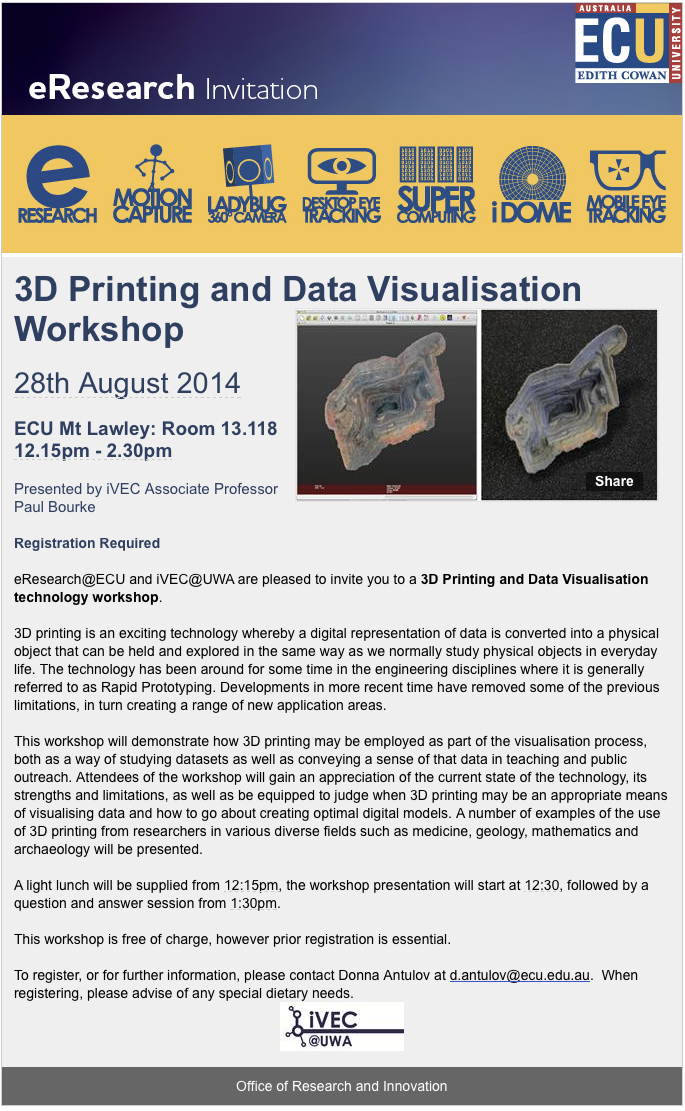 AUSTRALIA
ECU
EDITH COWAN
UNIVERSITY
eResearch Invitation
e
RESEARCH
MOTION
CAPTURE
LADYBUG
360° CAMERA
DESKTOP EYE
TRACKING
SUPER
COMPUTING
iDOME
MOBILE EYE
TRACKING
3D Printing and Data Visualisation
Workshop
28th August 2014
ECU Mt Lawley: Room 13.118
12.15pm - 2.30pm
Share
Presented by iVEC Associate Professor
Paul Bourke
Registration Required
eResearch@ECU and iVEC@UWA are pleased to invite you to a 3D Printing and Data Visualisation
technology workshop.
3D printing is an exciting technology whereby a digital representation of data is converted into a physical
object that can be held and explored in the same way as we normally study physical objects in everyday
life. The technology has been around for some time in the engineering disciplines where it is generally
referred to as Rapid Prototyping. Developments in more recent time have removed some of the previous
limitations, in turn creating a range of new application areas.
This workshop will demonstrate how 3D printing may be employed as part of the visualisation process,
both as a way of studying datasets as well as conveying a sense of that data in teaching and public
outreach. Attendees of the workshop will gain an appreciation of the current state of the technology, its
strengths and limitations, as well as be equipped to judge when 3D printing may be an appropriate means
of visualising data and how to go about creating optimal digital models. A number of examples of the use
of 3D printing from researchers in various diverse fields such as medicine, geology, mathematics and
archaeology will be presented.
A light lunch will be supplied from 12:15pm, the workshop presentation will start at 12:30, followed by a
question and answer session from 1:30pm.
This workshop is free of charge, however prior registration is essential.
To register, or for further information, please contact Donna Antulov at d.antulov@ecu.edu.au. When
registering, please advise of any special dietary needs.
iVEC
@UWA
Office of Research and Innovation